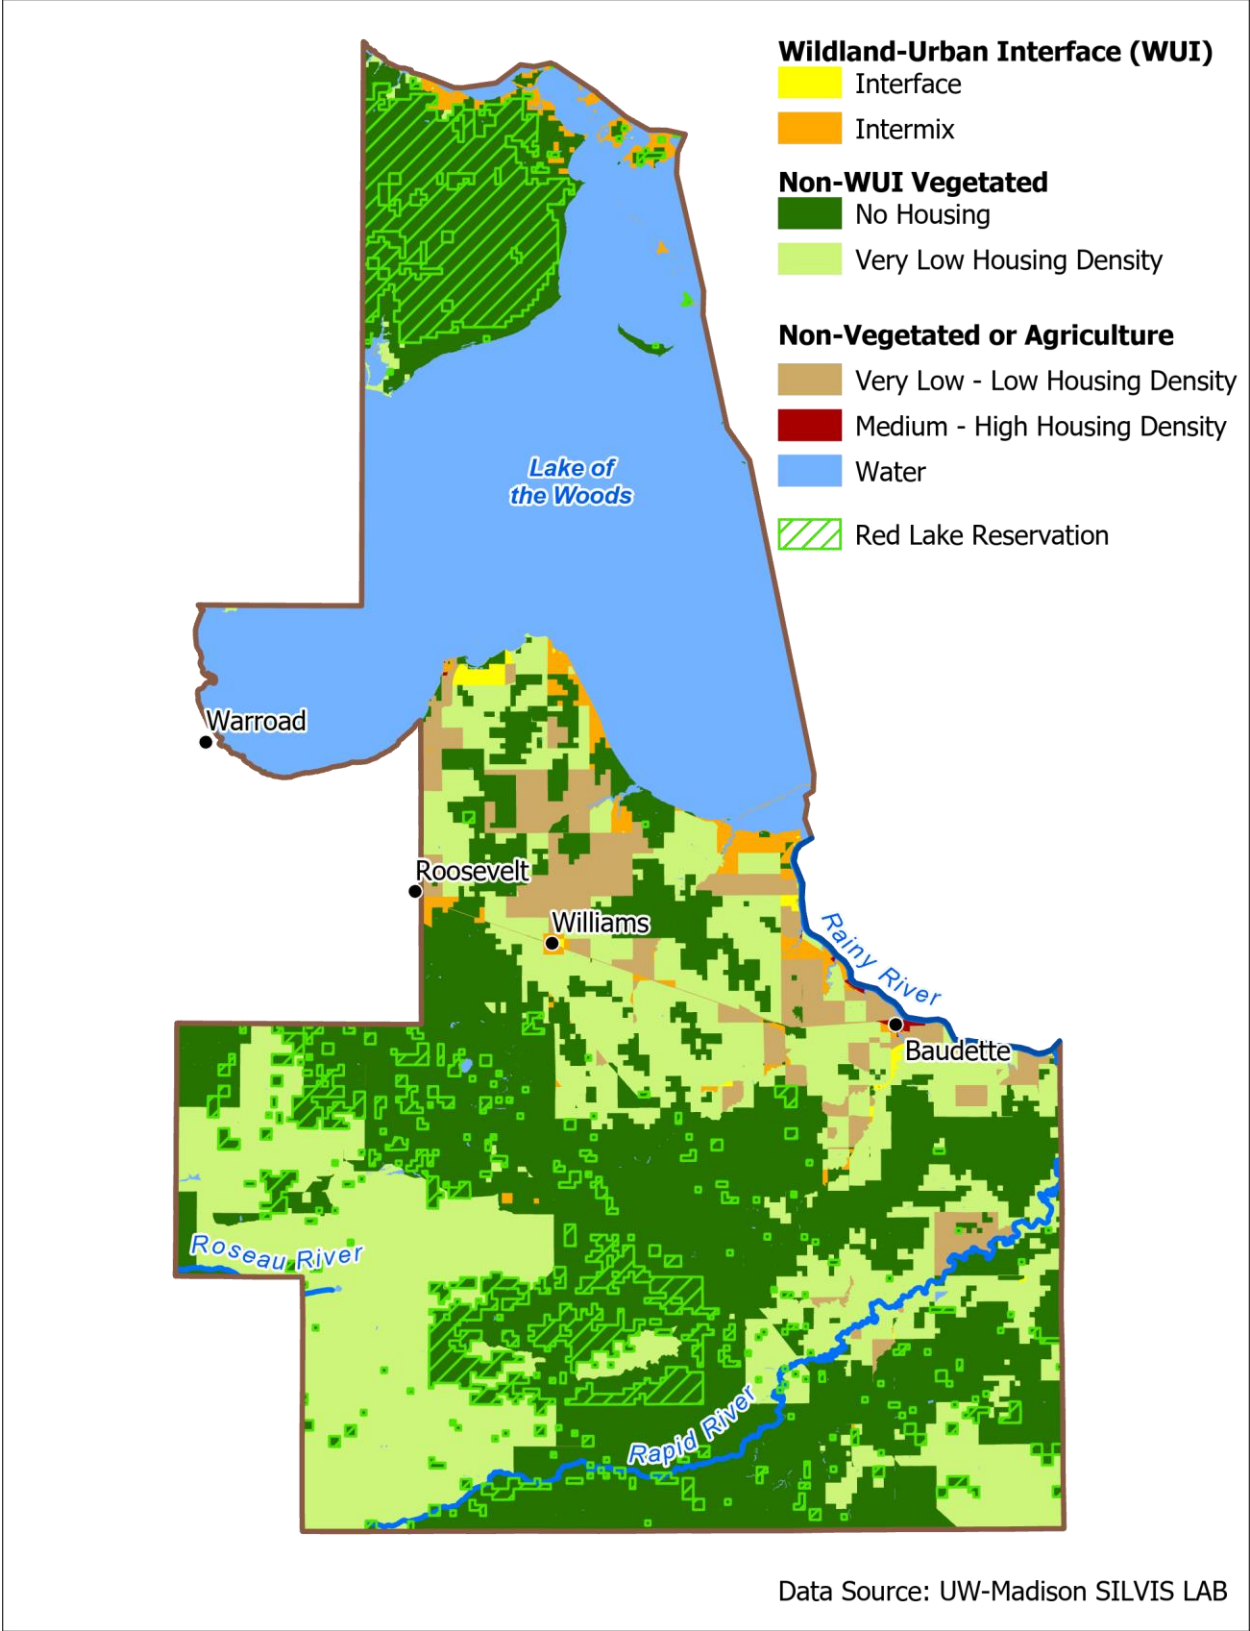 Wildland-Urban Interface (WUI)
Interface
Intermix
Non-WUI Vegetated
No Housing
Very Low Housing Density
Non-Vegetated or Agriculture
Very Low - Low Housing Density
Medium - High Housing Density
Water
Red Lake Reservation
Lake of
the Woods
Warroad
Roosevelt
Williams
Rainy River
Baudette
Roseau River
Rapid River
Data Source: UW-Madison SILVIS LAB